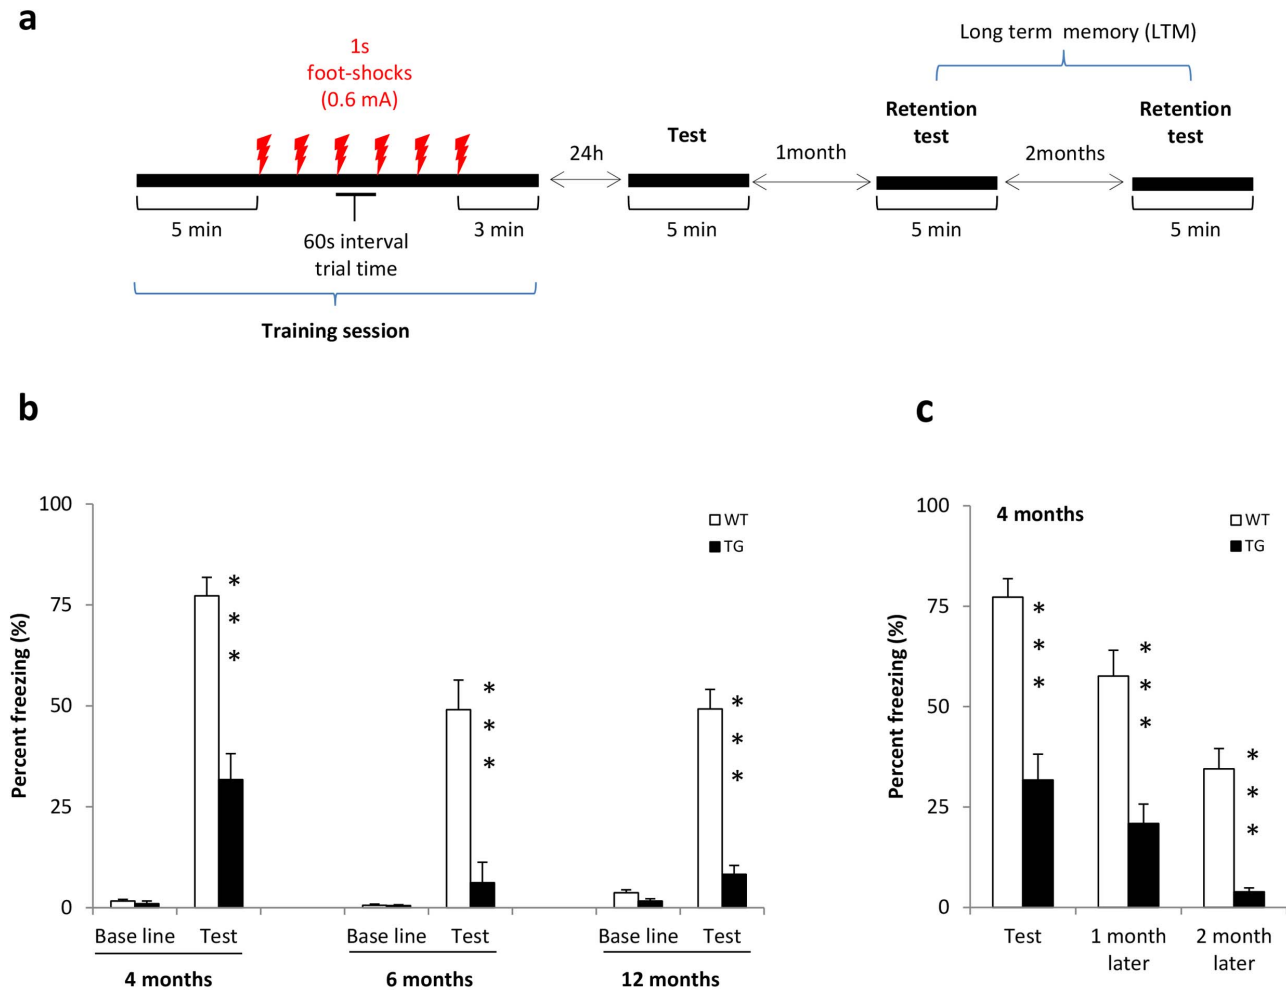 a
1s
foot-shocks
(0.6 mA)
Long term memory (LTM)
Test
Retention
test
Retention
test
24h
1month
2months
5 min
60s interval
trial time
3 min
5 min
5 min
5 min
Training session
b
100
75
50
25
0
Percent freezing (%)
WT
TG
*
*
*
*
*
*
*
*
*
Base line
Test
Base line
Test
Base line
Test
4 months
6 months
12 months
c
100
75
50
25
0
Percent freezing (%)
4 months
WT
TG
*
*
*
*
*
*
*
*
*
Test
1 month
later
2 month
later